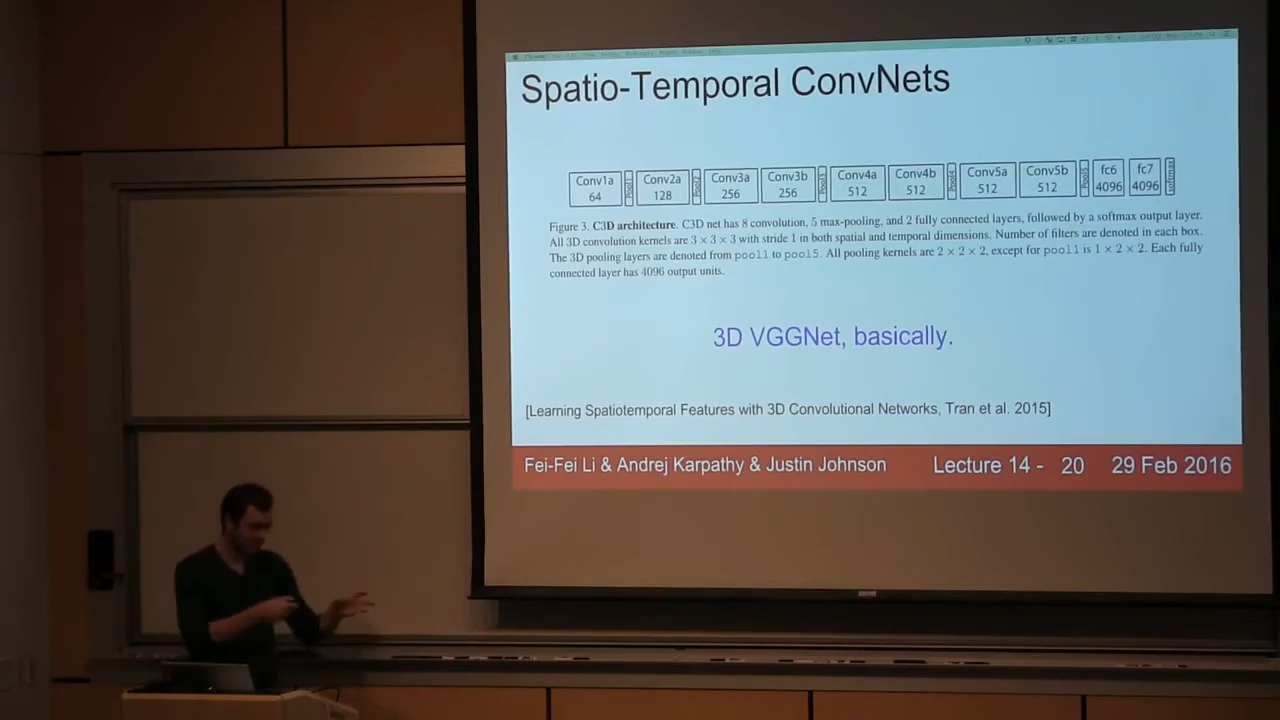 Spatio-Temporal ConvNets
Conv1a
64
Pool1
Conv2a
128
Pool2
Conv3a
256
Conv3b
256
Pool3
Conv4a
512
Conv4b
512
Pool4
Conv5a
512
Conv5b
512
Pool5
fc6
4096
fc7
4096
softmax
Figure 3. C3D architecture. C3D net has 8 convolution, 5 max-pooling, and 2 fully connected layers, followed by a softmax output layer.
All 3D convolution kernels are 3 × 3 × 3 with stride 1 in both spatial and temporal dimensions. Number of filters are denoted in each box.
The 3D pooling layers are denoted from pool1 to pool5. All pooling kernels are 2 × 2 × 2, except for pool1 is 1 × 2 × 2. Each fully
connected layer has 4096 output units.
3D VGGNet, basically.
[Learning Spatiotemporal Features with 3D Convolutional Networks, Tran et al. 2015]
Fei-Fei Li & Andrej Karpathy & Justin Johnson Lecture 14 - 20 29 Feb 2016